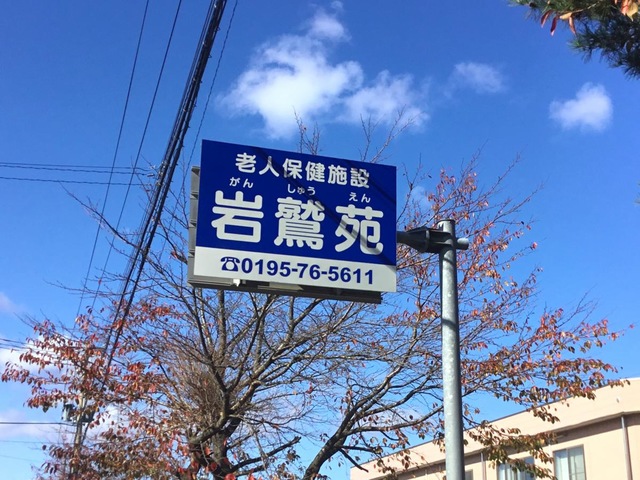 老人保健施設
がん しゅう えん
岩鷲苑
☎0195-76-5611